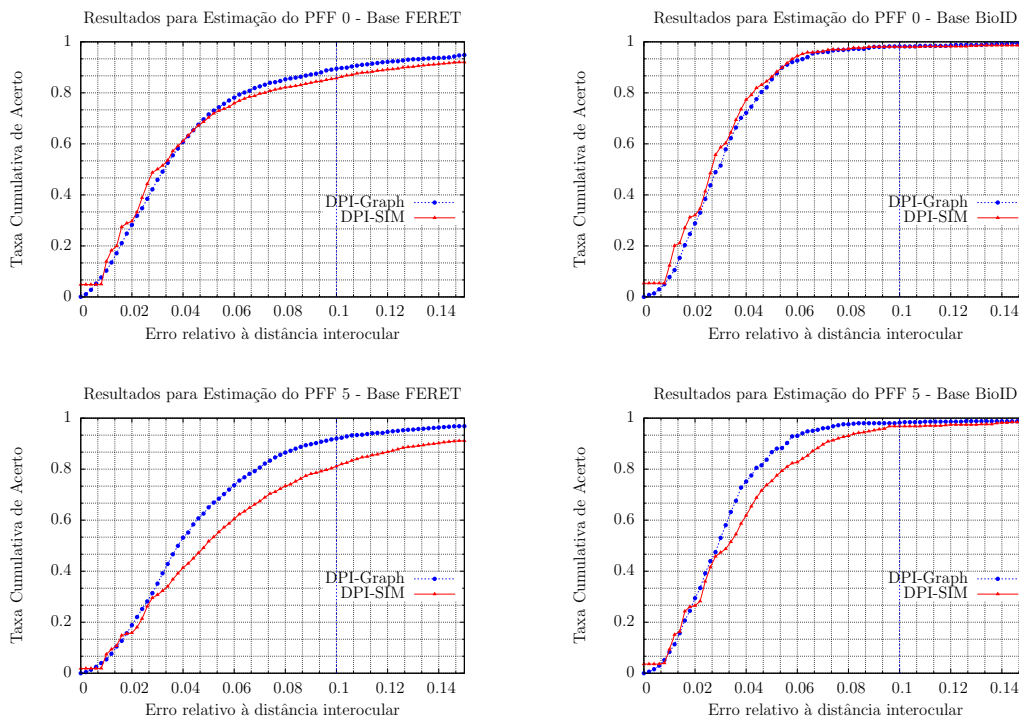 Resultados para Estimação do PFF 0 - Base FERET
Taxa Cumulativa de Acerto
1
0.8
0.6
0.4
0.2
0
DPI-Graph
DPI-SIM
0 0.02 0.04 0.06 0.08 0.1 0.12 0.14
Erro relativo à distância interocular
Resultados para Estimação do PFF 0 - Base BioID
Taxa Cumulativa de Acerto
1
0.8
0.6
0.4
0.2
0
DPI-Graph
DPI-SIM
0 0.02 0.04 0.06 0.08 0.1 0.12 0.14
Erro relativo à distância interocular
Resultados para Estimação do PFF 5 - Base FERET
Taxa Cumulativa de Acerto
1
0.8
0.6
0.4
0.2
0
DPI-Graph
DPI-SIM
0 0.02 0.04 0.06 0.08 0.1 0.12 0.14
Erro relativo à distância interocular
Resultados para Estimação do PFF 5 - Base BioID
Taxa Cumulativa de Acerto
1
0.8
0.6
0.4
0.2
0
DPI-Graph
DPI-SIM
0 0.02 0.04 0.06 0.08 0.1 0.12 0.14
Erro relativo à distância interocular